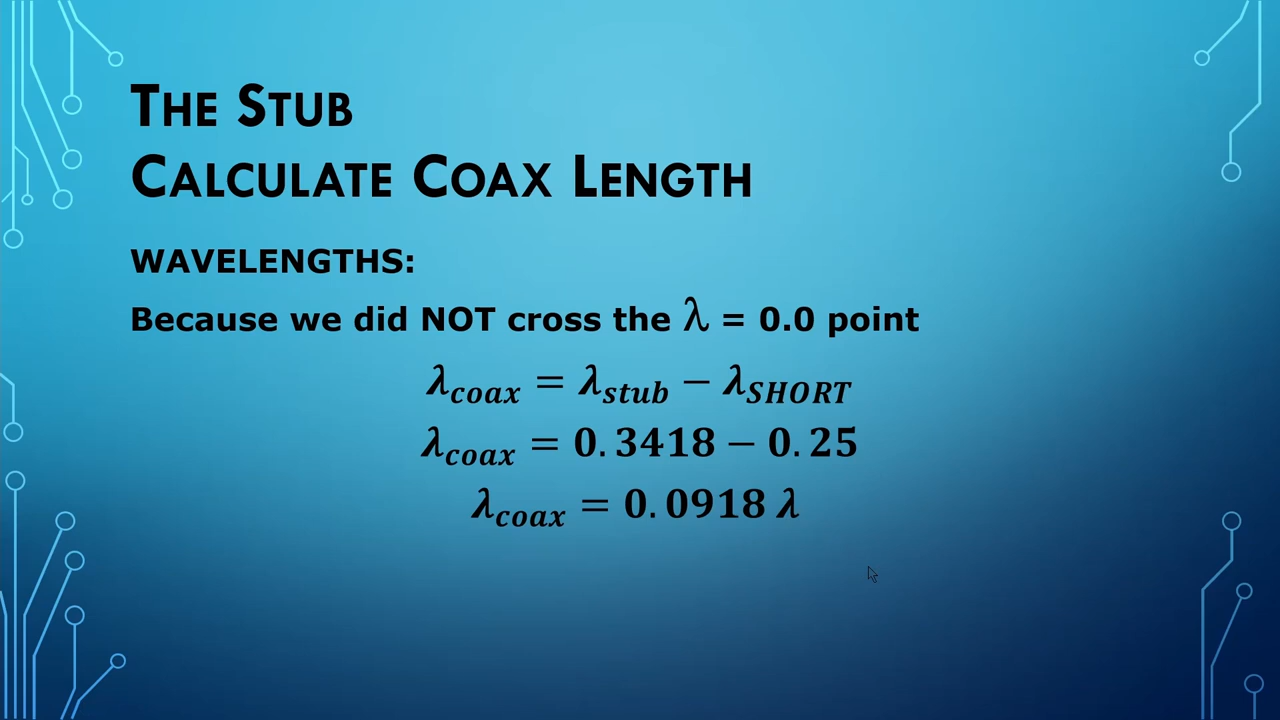 The Stub
Calculate Coax Length
WAVELENGTHS:
Because we did NOT cross the λ = 0.0 point
λcoax = λstub − λSHORT
λcoax = 0.3418 − 0.25
λcoax = 0.0918 λ